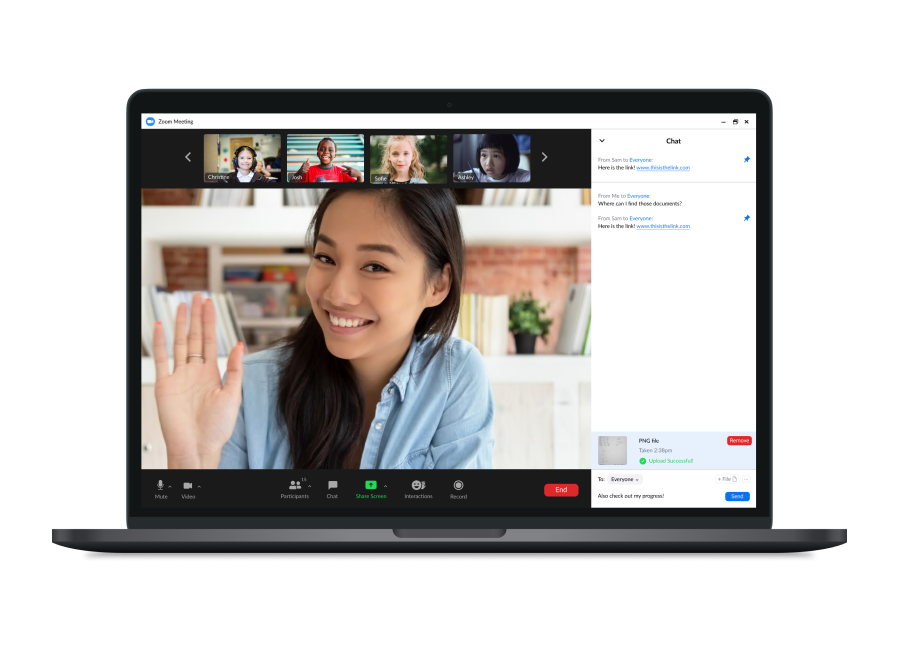 Zoom Meeting
Christine
Josh
Sofie
Ashley
Chat
From Sam to Everyone:
Here is the link! www.thisisthelink.com
From Me to Everyone:
Where can I find those documents?
From Sam to Everyone:
Here is the link! www.thisisthelink.com
PNG file
Remove
Taken 2:38pm
Upload Successful!
To: Everyone
+ File
Also check out my progress!
Send
Mute
Video
15
Participants
Chat
Share Screen
Interactions
Record
End